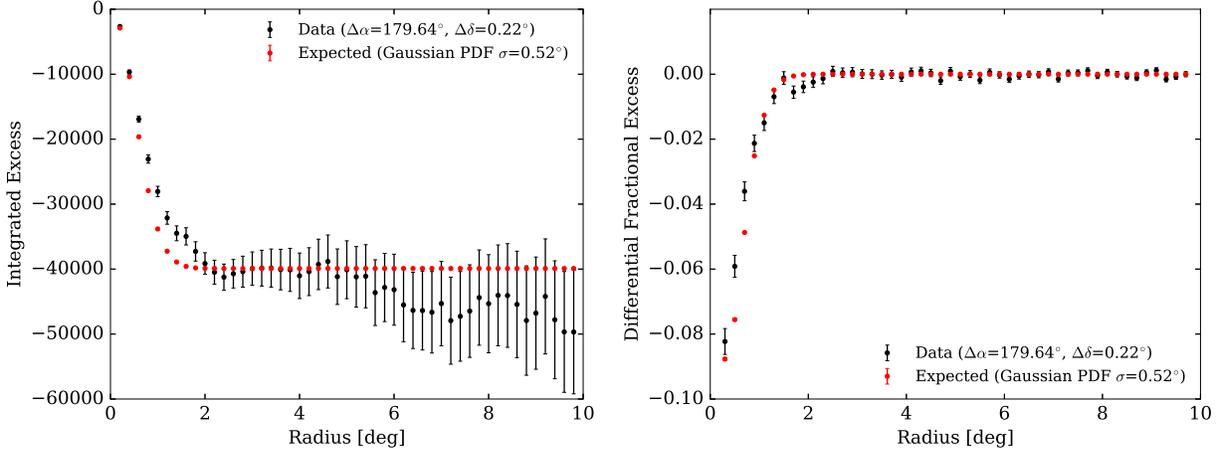 Integrated Excess
0
−10000
−20000
−30000
−40000
−50000
−60000
Data (Δα=179.64°, Δδ=0.22°)
Expected (Gaussian PDF σ=0.52°)
0 2 4 6 8 10
Radius [deg]
Differential Fractional Excess
0.00
−0.02
−0.04
−0.06
−0.08
−0.10
Data (Δα=179.64°, Δδ=0.22°)
Expected (Gaussian PDF σ=0.52°)
0 2 4 6 8 10
Radius [deg]